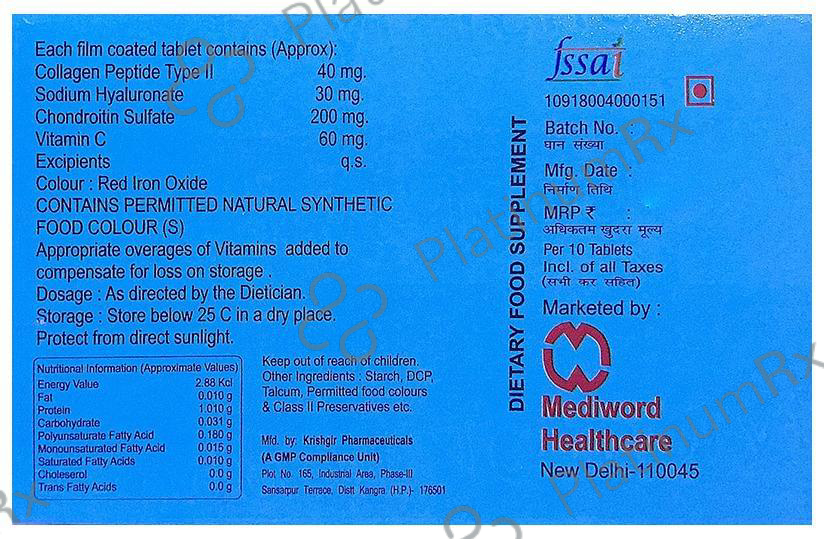 Each film coated tablet contains (Approx):
Collagen Peptide Type II 40 mg.
Sodium Hyaluronate 30 mg.
Chondroitin Sulfate 200 mg.
Vitamin C 60 mg.
Excipients q.s.
Colour : Red Iron Oxide
CONTAINS PERMITTED NATURAL SYNTHETIC
FOOD COLOUR (S)
Appropriate overages of Vitamins added to
compensate for loss on storage .
Dosage : As directed by the Dietician.
Storage : Store below 25 C in a dry place.
Protect from direct sunlight.
Nutritional Information (Approximate Values)
Energy Value 2.88 Kcl
Fat 0.010 g
Protein 1.010 g
Carbohydrate 0.031 g
Polyunsaturate Fatty Acid 0.180 g
Monounsaturated Fatty Acid 0.015 g
Saturated Fatty Acids 0.010 g
Choleserol 0.0 g
Trans Fatty Acids 0.0 g
Keep out of reach of children.
Other Ingredients : Starch, DCP,
Talcum, Permitted food colours
& Class II Preservatives etc.
Mfd. by: Krishgir Pharmaceuticals
(A GMP Compliance Unit)
Plot No. 165, Industrial Area, Phase-III
Sansarpur Terrace, Distt Kangra (H.P.)- 176501
DIETARY FOOD SUPPLEMENT
fssai
10918004000151
Batch No. :
घान संख्या
Mfg. Date :
निर्माण तिथि
MRP ₹ :
अधिकतम खुदरा मूल्य
Per 10 Tablets
Incl. of all Taxes
(सभी कर सहित)
Marketed by :
Mediword
Healthcare
New Delhi-110045
PlatinumRx
PlatinumRx
PlatinumRx